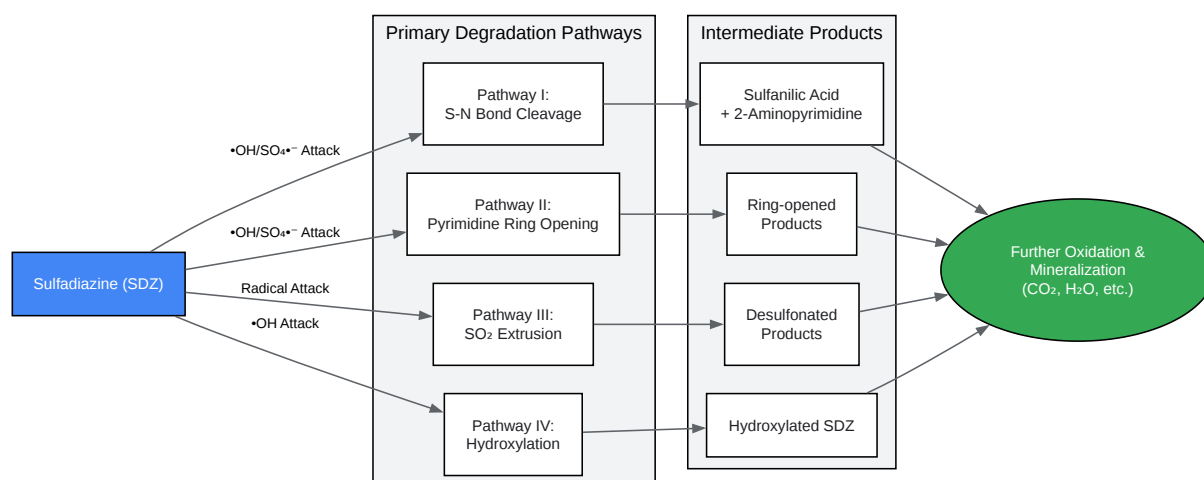 Primary Degradation Pathways
Intermediate Products
Pathway I:
S-N Bond Cleavage
Sulfanilic Acid
+ 2-Aminopyrimidine
•OH/SO₄•⁻ Attack
Pathway II:
Pyrimidine Ring Opening
Ring-opened
Products
•OH/SO₄•⁻ Attack
Sulfadiazine (SDZ)
Further Oxidation &
Mineralization
(CO₂, H₂O, etc.)
Radical Attack
Pathway III:
SO₂ Extrusion
Desulfonated
Products
•OH Attack
Pathway IV:
Hydroxylation
Hydroxylated SDZ